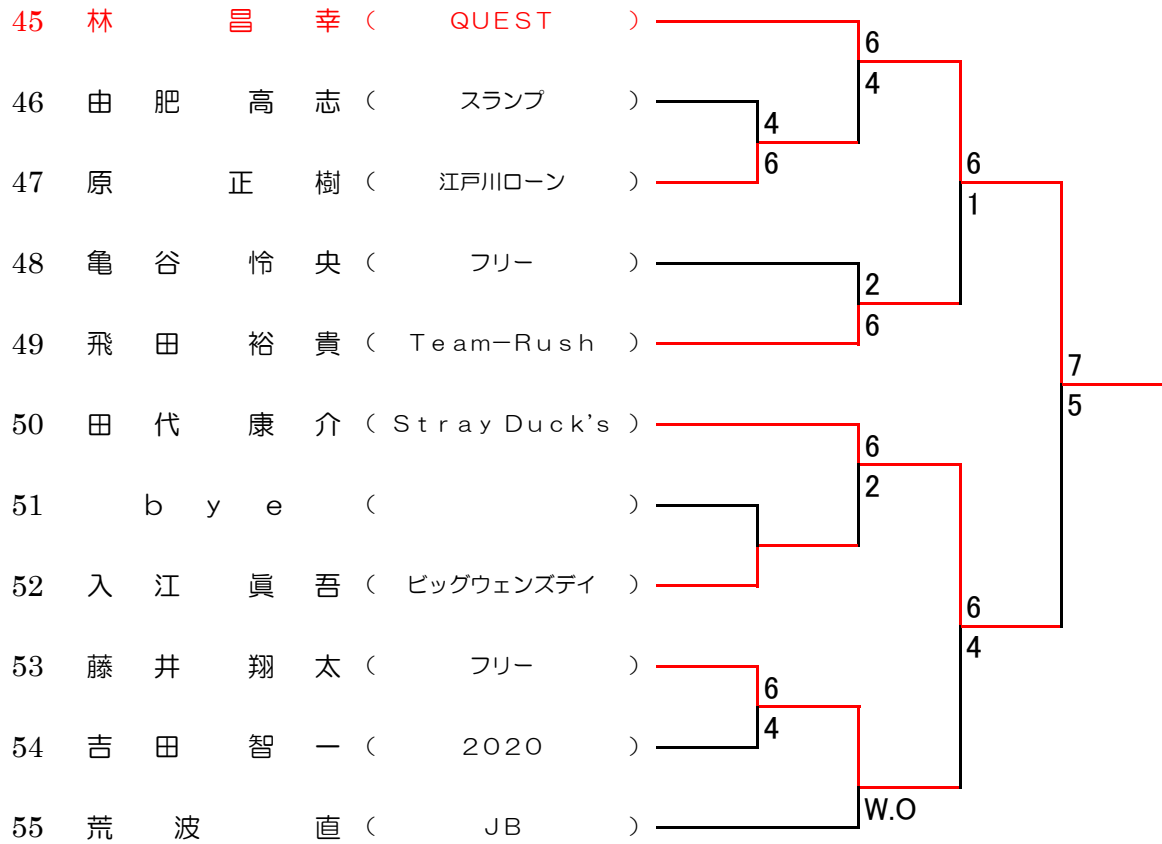 45 林 昌 幸 ( QUEST )
6
46 由 肥 高 志 ( スランプ )
4
4
47 原 正 樹 ( 江戸川ローン )
6
6
1
48 亀 谷 怜 央 ( フリー )
2
49 飛 田 裕 貴 ( Team−Rush )
6
7
5
50 田 代 康 介 ( Stray Duck's )
6
2
51 bye ( )
52 入 江 眞 吾 ( ビッグウェンズデイ )
6
4
53 藤 井 翔 太 ( フリー )
6
4
54 吉 田 智 一 ( 2020 )
W.O
55 荒 波 直 ( JB )